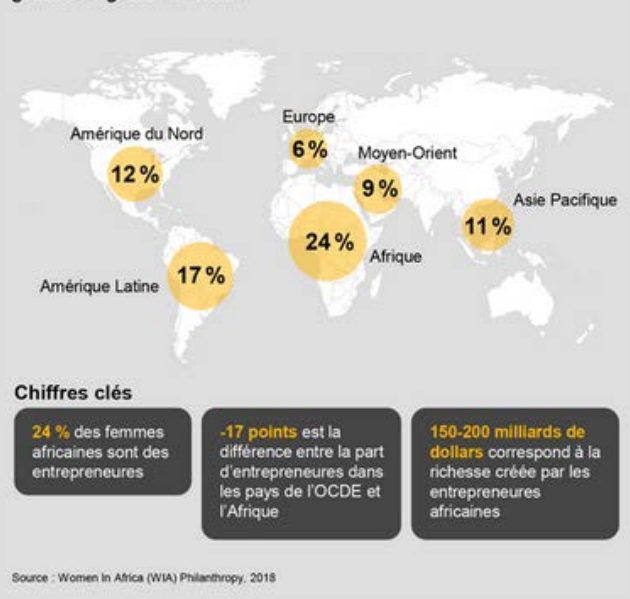 Europe
6 %
Amérique du Nord
12 %
Moyen-Orient
9 %
Asie Pacifique
11 %
24 %
Afrique
17 %
Amérique Latine
Chiffres clés
24 % des femmes
africaines sont des
entrepreneures
-17 points est la
différence entre la part
d'entrepreneures dans
les pays de l'OCDE et
l'Afrique
150-200 milliards de
dollars correspond à la
richesse créée par les
entrepreneures
africaines
Source : Women In Africa (WIA) Philanthropy, 2018